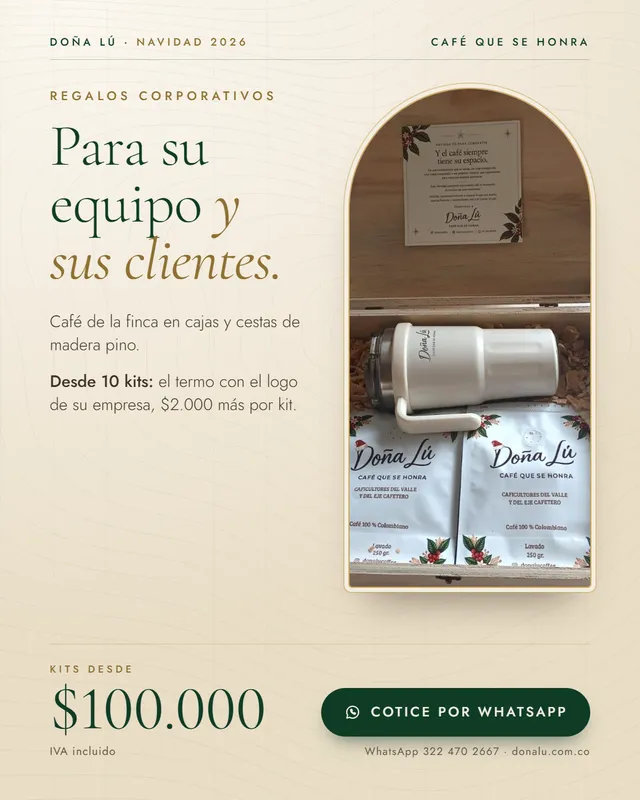 DOÑA LÚ · NAVIDAD 2026
CAFÉ QUE SE HONRA
REGALOS CORPORATIVOS
Para su
equipo y
sus clientes.
Café de la finca en cajas y cestas de
madera pino.
Desde 10 kits: el termo con el logo
de su empresa, $2.000 más por kit.
Y el café siempre
tiene su espacio.
Doña Lú
Doña Lú
Doña Lú
CAFÉ QUE SE HONRA
CAFICULTORES DEL VALLE
Y DEL EJE CAFETERO
Café 100 % Colombiano
Lavado
250 gr.
Doña Lú
CAFÉ QUE SE HONRA
CAFICULTORES DEL VALLE
Y DEL EJE CAFETERO
Café 100 % Colombiano
Lavado
250 gr.
KITS DESDE
$100.000
IVA incluido
COTICE POR WHATSAPP
WhatsApp 322 470 2667 · donalu.com.co